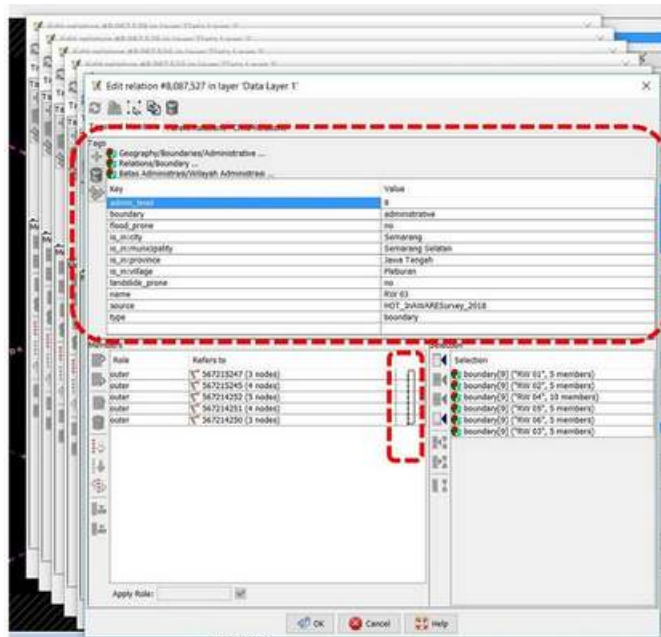 Edit relation #8,087,527 in layer 'Data Layer 1'
Tags
Geography/Boundaries/Administrative ...
Relations/Boundary ...
Batas Administrasi/Wilayah Administrasi ...
Key Value
admin_level 9
boundary administrative
flood_prone no
is_in:city Semarang
is_in:municipality Semarang Selatan
is_in:province Jawa Tengah
is_in:village Pleburan
landslide_prone no
name RW 03
source HOT_InAWARESurvey_2018
type boundary
Members Selection
Role Refers to Selection
outer 567215247 (3 nodes) boundary[9] ("RW 01", 5 members)
outer 567215245 (4 nodes) boundary[9] ("RW 02", 5 members)
outer 567214252 (5 nodes) boundary[9] ("RW 04", 10 members)
outer 567214251 (4 nodes) boundary[9] ("RW 05", 5 members)
outer 567214250 (3 nodes) boundary[9] ("RW 06", 5 members)
boundary[9] ("RW 03", 5 members)
Apply Role:
OK Cancel Help